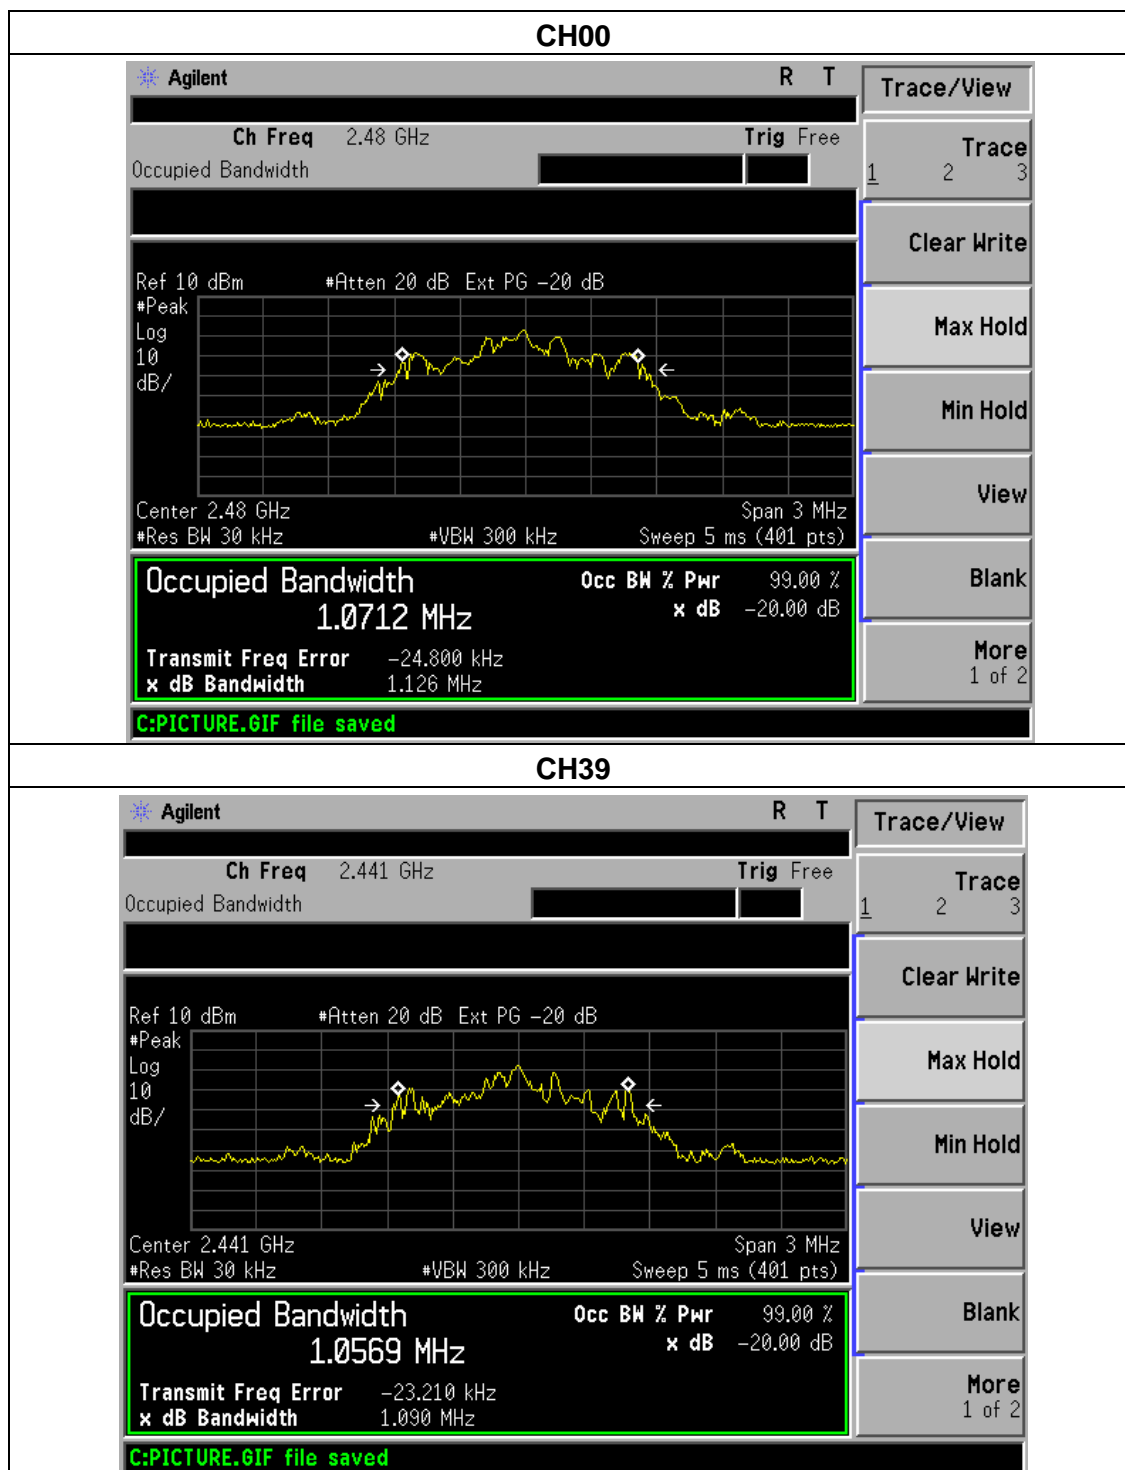 CH00
Agilent R T
Trace/View
Ch Freq 2.48 GHz Trig Free
Occupied Bandwidth
Trace
1 2 3
Clear Write
Ref 10 dBm #Atten 20 dB Ext PG -20 dB
#Peak
Log
10
dB/
Max Hold
Min Hold
View
Center 2.48 GHz Span 3 MHz
#Res BW 30 kHz #VBW 300 kHz Sweep 5 ms (401 pts)
Occupied Bandwidth Occ BW % Pwr 99.00 %
1.0712 MHz x dB -20.00 dB
Blank
Transmit Freq Error -24.800 kHz
x dB Bandwidth 1.126 MHz
More
1 of 2
C:PICTURE.GIF file saved
CH39
Agilent R T
Trace/View
Ch Freq 2.441 GHz Trig Free
Occupied Bandwidth
Trace
1 2 3
Clear Write
Ref 10 dBm #Atten 20 dB Ext PG -20 dB
#Peak
Log
10
dB/
Max Hold
Min Hold
View
Center 2.441 GHz Span 3 MHz
#Res BW 30 kHz #VBW 300 kHz Sweep 5 ms (401 pts)
Occupied Bandwidth Occ BW % Pwr 99.00 %
1.0569 MHz x dB -20.00 dB
Blank
Transmit Freq Error -23.210 kHz
x dB Bandwidth 1.090 MHz
More
1 of 2
C:PICTURE.GIF file saved